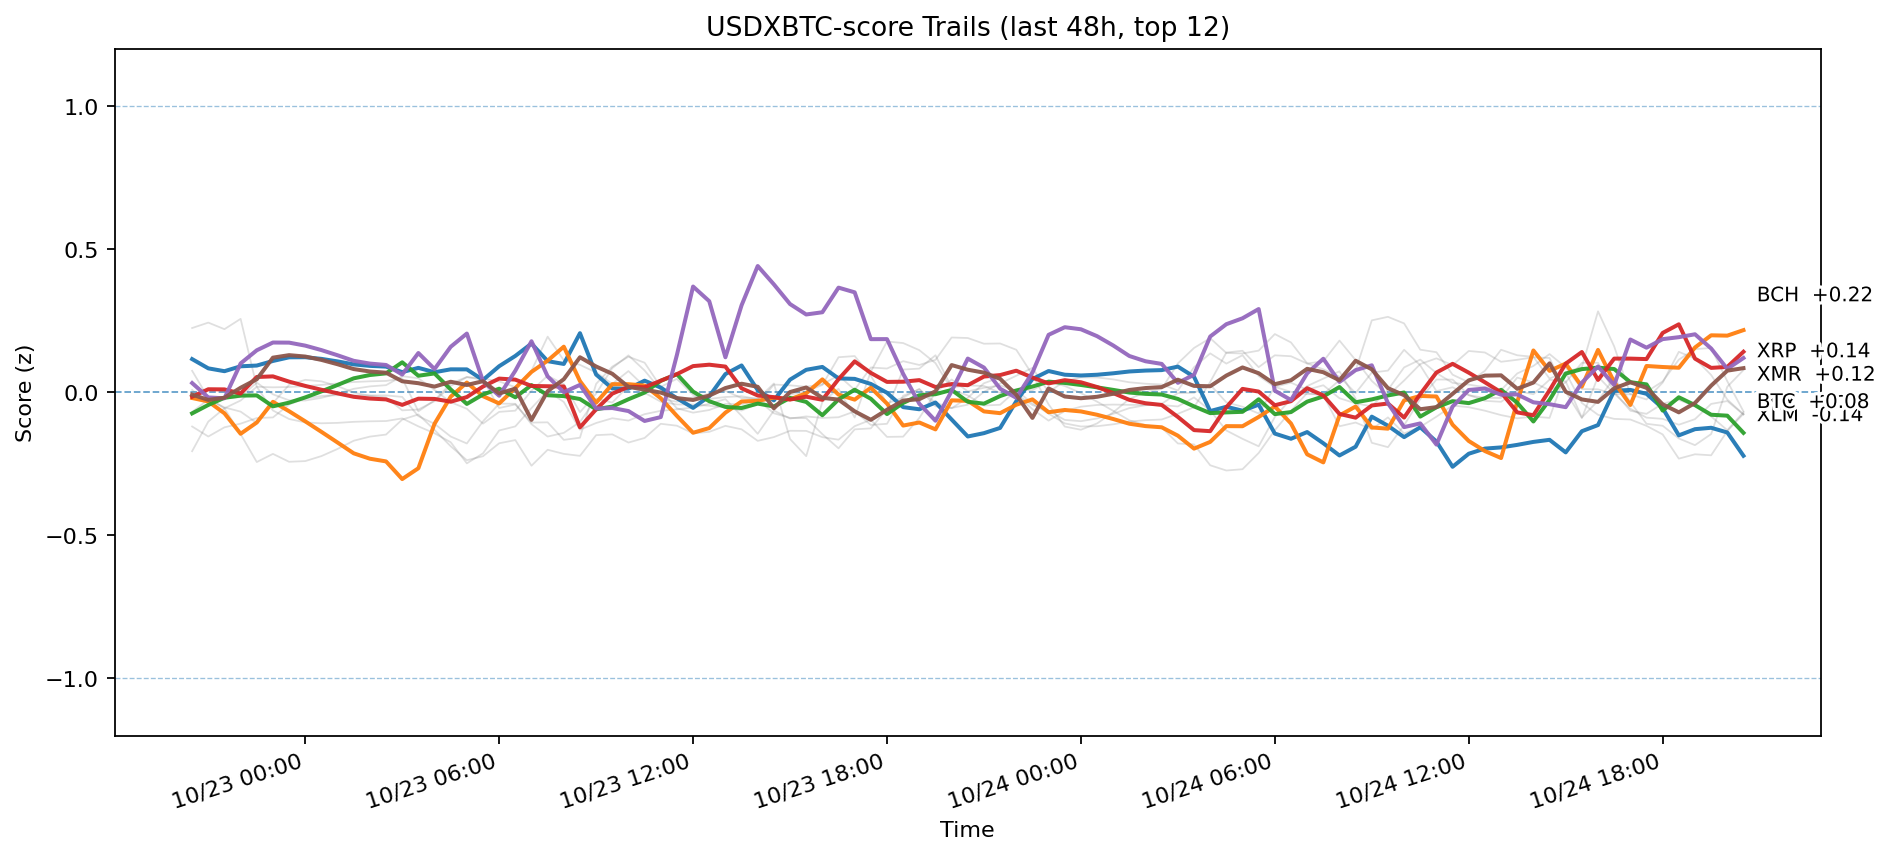 USDXBTC-score Trails (last 48h, top 12)
Score (z)
1.0
0.5
0.0
−0.5
−1.0
BCH +0.22
XRP +0.14
XMR +0.12
BTC +0.08
XLM -0.14
10/23 00:00
10/23 06:00
10/23 12:00
10/23 18:00
10/24 00:00
10/24 06:00
10/24 12:00
10/24 18:00
Time